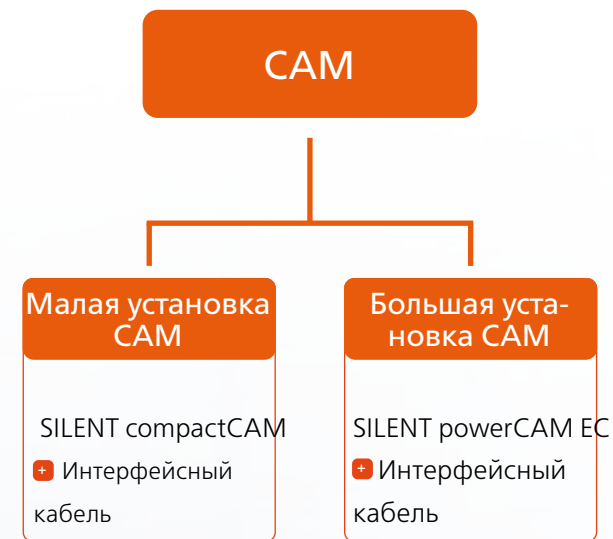 CAM
Малая установка
CAM
SILENT compactCAM
+ Интерфейсный
кабель
Большая уста-
новка CAM
SILENT powerCAM EC
+ Интерфейсный
кабель